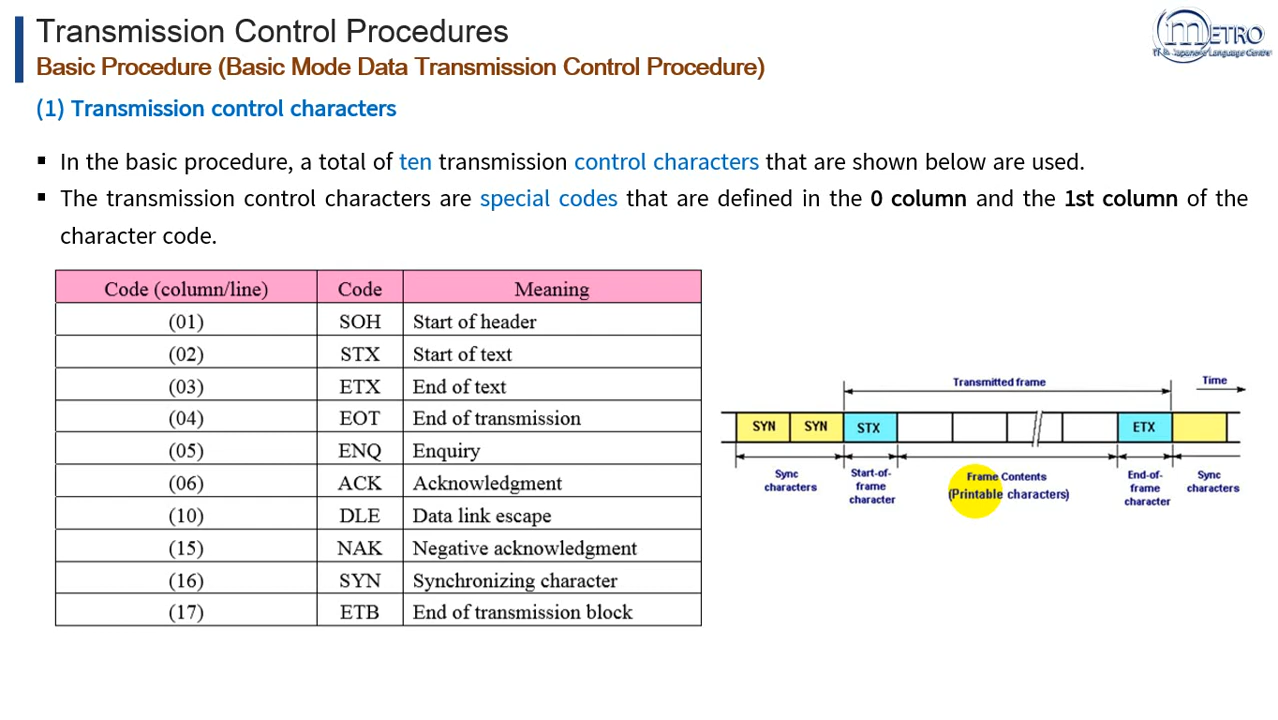 Transmission Control Procedures
Basic Procedure (Basic Mode Data Transmission Control Procedure)
METRO
IT & Japanese Language Centre
(1) Transmission control characters
▪ In the basic procedure, a total of ten transmission control characters that are shown below are used.
▪ The transmission control characters are special codes that are defined in the 0 column and the 1st column of the
character code.
Code (column/line) Code Meaning
(01) SOH Start of header
(02) STX Start of text
(03) ETX End of text
(04) EOT End of transmission
(05) ENQ Enquiry
(06) ACK Acknowledgment
(10) DLE Data link escape
(15) NAK Negative acknowledgment
(16) SYN Synchronizing character
(17) ETB End of transmission block
Transmitted frame
Time
SYN SYN STX ETX
Sync
characters
Start-of-
frame
character
Frame Contents
(Printable characters)
End-of-
frame
character
Sync
characters